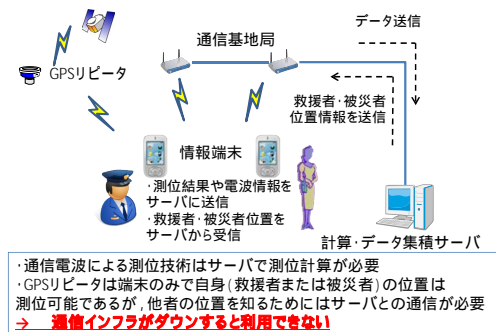 データ送信
通信基地局
GPSリピータ
救援者・被災者
位置情報を送信
情報端末
・測位結果や電波情報を
サーバに送信
・救援者・被災者位置を
サーバから受信
計算・データ集積サーバ
・通信電波による測位技術はサーバで測位計算が必要
・GPSリピータは端末のみで自身(救援者または被災者)の位置は
測位可能であるが,他者の位置を知るためにはサーバとの通信が必要
→ 通信インフラがダウンすると利用できない